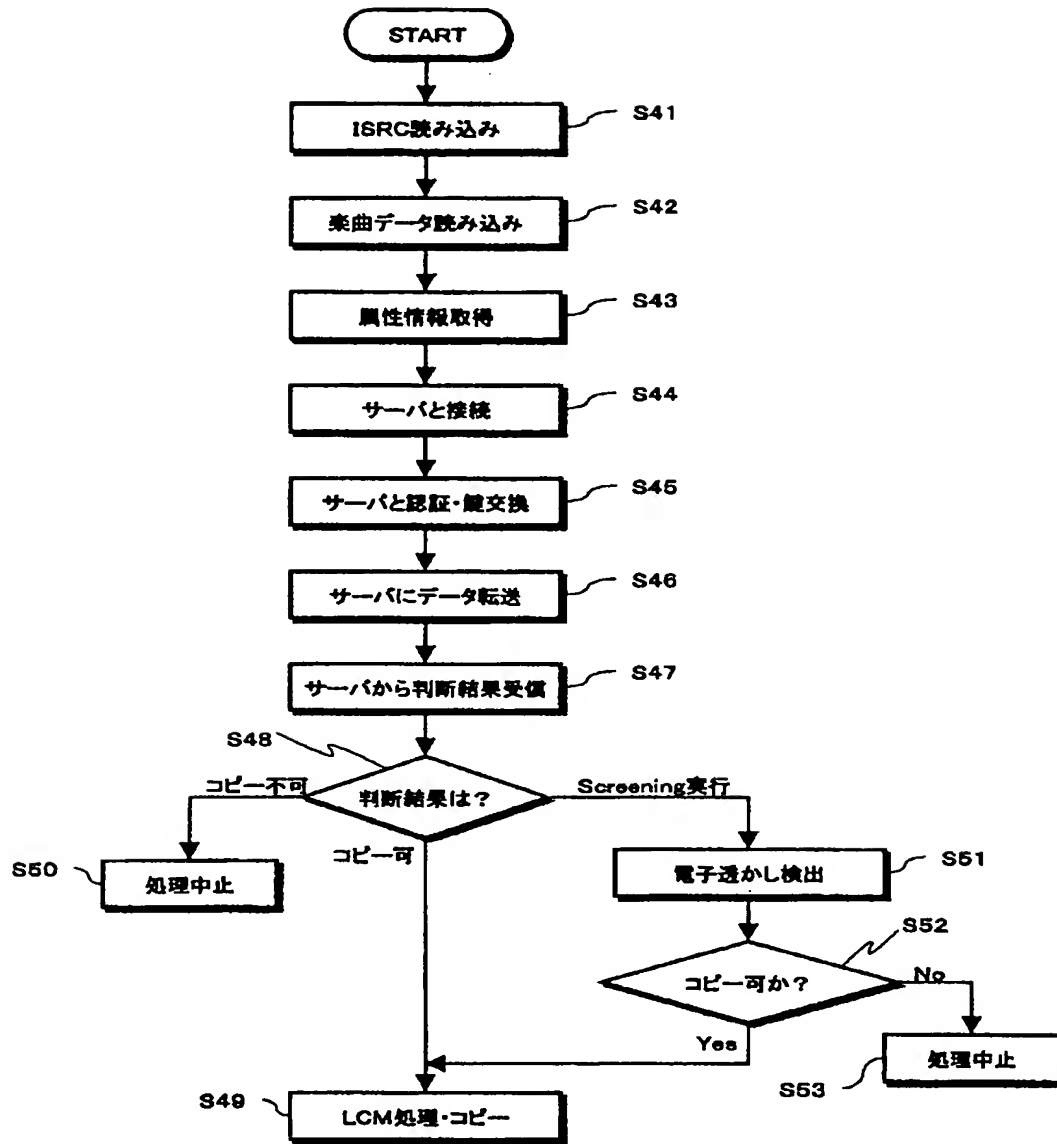 START
ISRC読み込み
S41
楽曲データ読み込み
S42
属性情報取得
S43
サーバと接続
S44
サーバと認証・鍵交換
S45
サーバにデータ転送
S46
サーバから判断結果受信
S47
S48
コピー不可
判断結果は？
Screening実行
コピー可
S50
処理中止
電子透かし検出
S51
S52
コピー可か？
No
Yes
処理中止
S53
S49
LCM処理・コピー